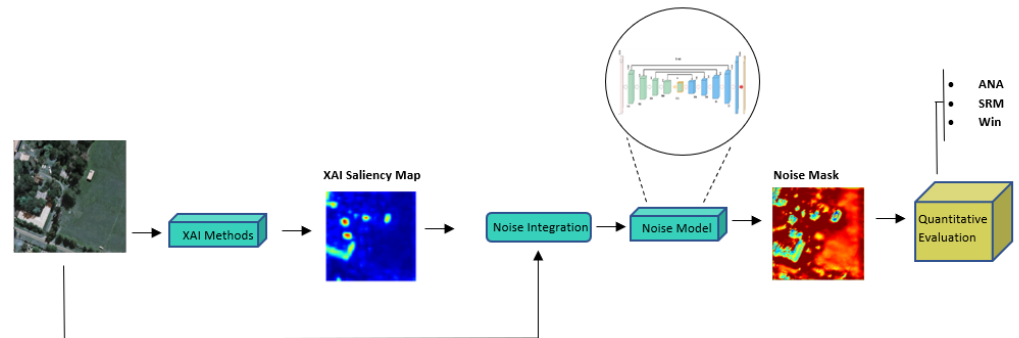 ANA
SRM
Win
XAI Saliency Map
Noise Mask
XAI Methods
Noise Integration
Noise Model
Quantitative
Evaluation